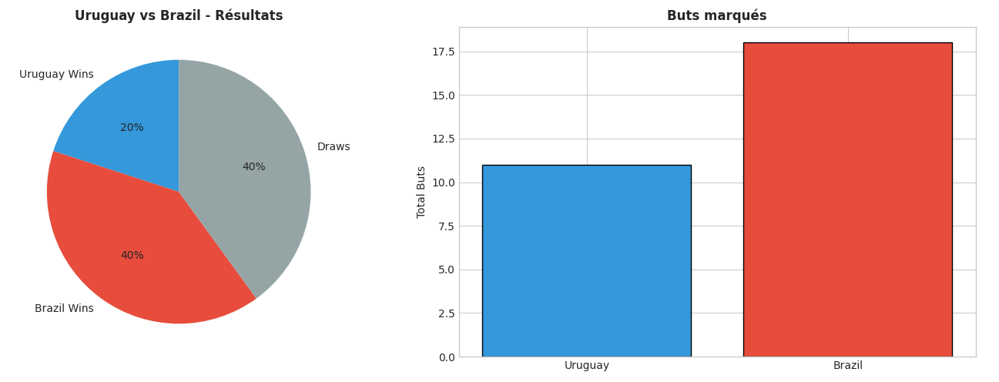 Uruguay vs Brazil - Résultats
Uruguay Wins
20%
Draws
40%
40%
Brazil Wins
Buts marqués
Total Buts
17.5
15.0
12.5
10.0
7.5
5.0
2.5
0.0
Uruguay
Brazil